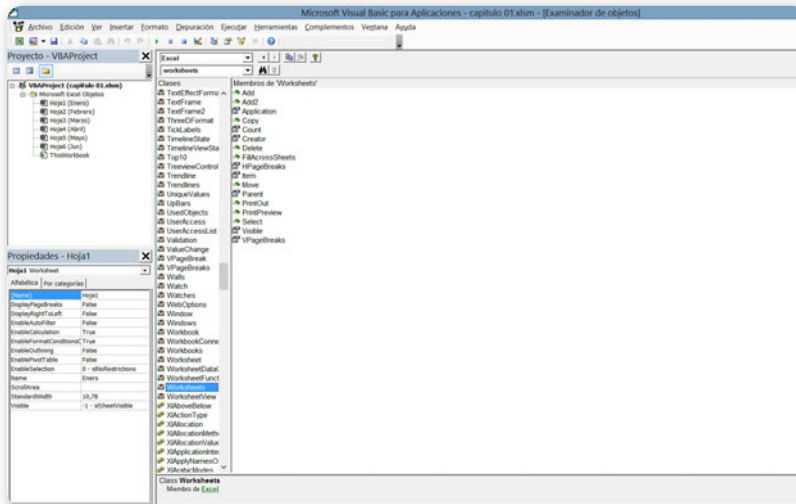 Microsoft Visual Basic para Aplicaciones - capitulo 01.xlsm - [Examinador de objetos]
Archivo Edición Ver Insertar Formato Depuración Ejecutar Herramientas Complementos Ventana Ayuda
Proyecto - VBAProject
VBAProject (capitulo 01.xlsm)
Microsoft Excel Objetos
Hoja1 (Enero)
Hoja2 (Febrero)
Hoja3 (Marzo)
Hoja4 (Abril)
Hoja5 (Mayo)
Hoja6 (Jun)
ThisWorkbook
Propiedades - Hoja1
Hoja1 Worksheet
Alfabética Por categorías
(Name) Hoja1
DisplayPageBreaks False
DisplayRightToLeft False
EnableAutoFilter False
EnableCalculation True
EnableFormatConditionsC True
EnableOutlining False
EnablePivotTable False
EnableSelection 0 - xlNoRestrictions
Name Enero
ScrollArea
StandardWidth 10,78
Visible -1 - xlSheetVisible
Excel
worksheets
Clases
TextEffectForma
TextFrame
TextFrame2
ThreeDFormat
TickLabels
TimelineState
TimelineViewSta
Top10
TreeviewControl
Trendline
Trendlines
UniqueValues
UpBars
UsedObjects
UserAccess
UserAccessList
Validation
ValueChange
VPageBreak
VPageBreaks
Walls
Watch
Watches
WebOptions
Window
Windows
Workbook
WorkbookConne
Workbooks
Worksheet
WorksheetData
WorksheetFunct
Worksheets
WorksheetView
XlAboveBelow
XlActionType
XlAllocation
XlAllocationMeth
XlAllocationValue
XlApplicationInter
XlApplyNamesO
XlArabicModes
Miembros de 'Worksheets'
Add
Add2
Application
Copy
Count
Creator
Delete
FillAcrossSheets
HPageBreaks
Item
Move
Parent
PrintOut
PrintPreview
Select
Visible
VPageBreaks
Class Worksheets
Miembro de Excel